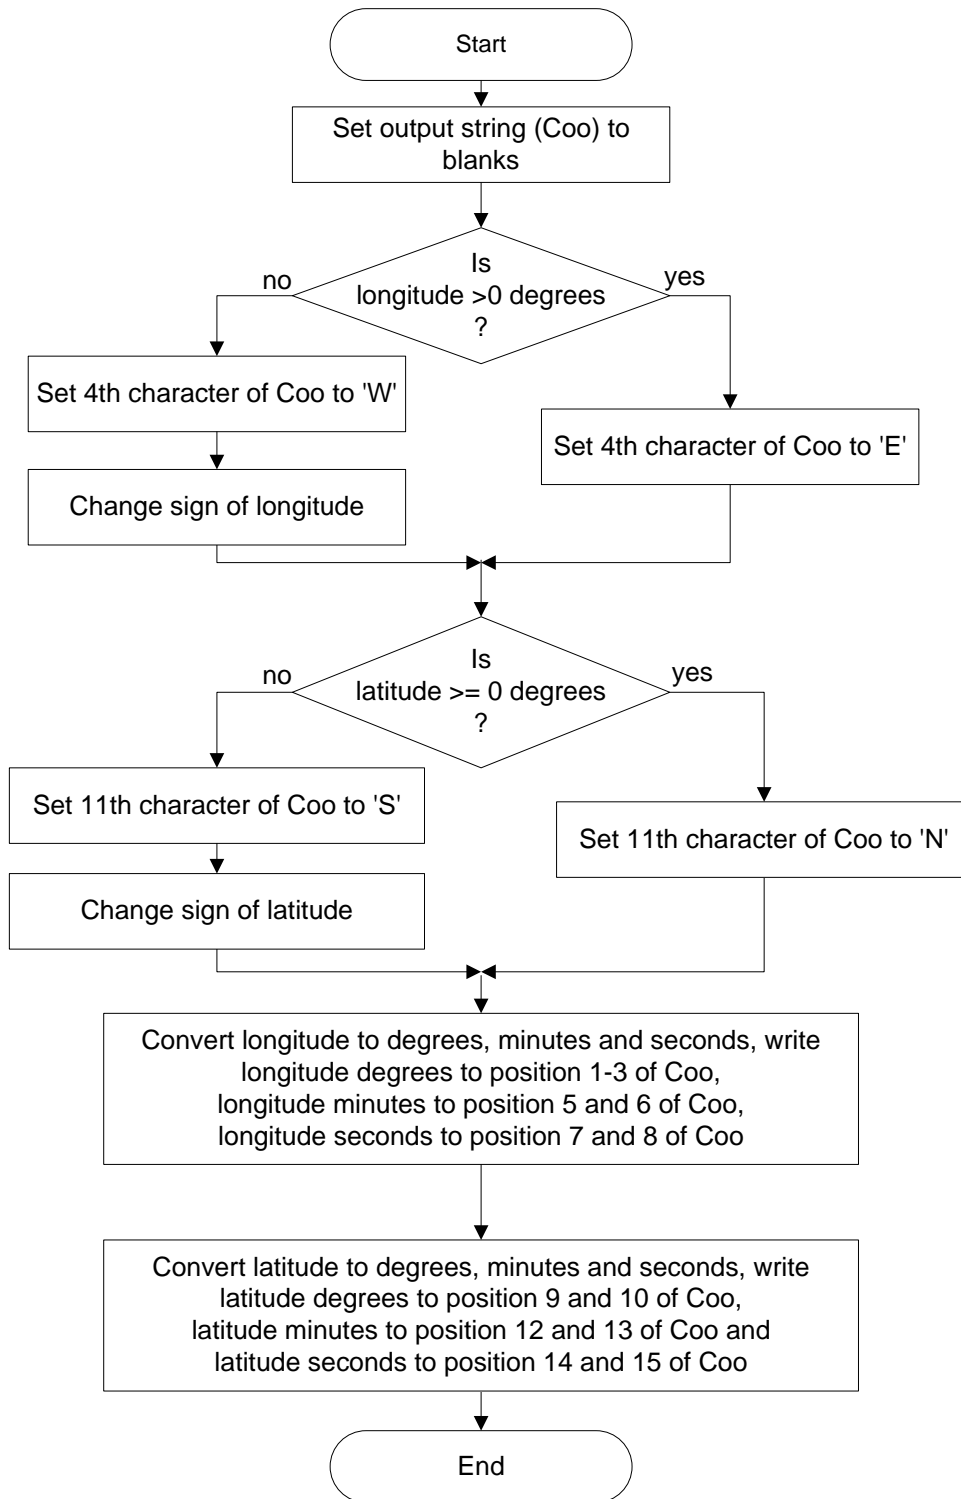 Start
Set output string (Coo) to
blanks
Is
longitude >0 degrees
?
no
yes
Set 4th character of Coo to 'W'
Set 4th character of Coo to 'E'
Change sign of longitude
Is
latitude >= 0 degrees
?
no
yes
Set 11th character of Coo to 'S'
Set 11th character of Coo to 'N'
Change sign of latitude
Convert longitude to degrees, minutes and seconds, write
longitude degrees to position 1-3 of Coo,
longitude minutes to position 5 and 6 of Coo,
longitude seconds to position 7 and 8 of Coo
Convert latitude to degrees, minutes and seconds, write
latitude degrees to position 9 and 10 of Coo,
latitude minutes to position 12 and 13 of Coo and
latitude seconds to position 14 and 15 of Coo
End